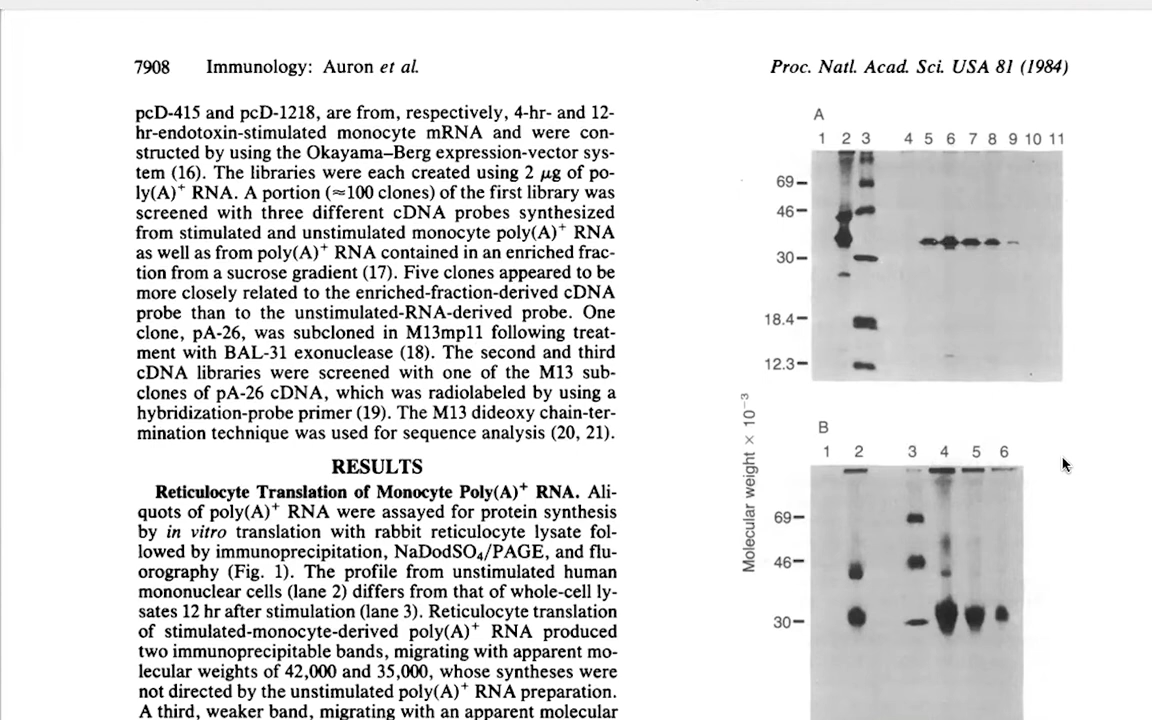 7908 Immunology: Auron et al.
Proc. Natl. Acad. Sci. USA 81 (1984)
pcD-415 and pcD-1218, are from, respectively, 4-hr- and 12-
hr-endotoxin-stimulated monocyte mRNA and were con-
structed by using the Okayama–Berg expression-vector sys-
tem (16). The libraries were each created using 2 μg of po-
ly(A)⁺ RNA. A portion (≈100 clones) of the first library was
screened with three different cDNA probes synthesized
from stimulated and unstimulated monocyte poly(A)⁺ RNA
as well as from poly(A)⁺ RNA contained in an enriched frac-
tion from a sucrose gradient (17). Five clones appeared to be
more closely related to the enriched-fraction-derived cDNA
probe than to the unstimulated-RNA-derived probe. One
clone, pA-26, was subcloned in M13mp11 following treat-
ment with BAL-31 exonuclease (18). The second and third
cDNA libraries were screened with one of the M13 sub-
clones of pA-26 cDNA, which was radiolabeled by using a
hybridization-probe primer (19). The M13 dideoxy chain-ter-
mination technique was used for sequence analysis (20, 21).
RESULTS
Reticulocyte Translation of Monocyte Poly(A)⁺ RNA. Ali-
quots of poly(A)⁺ RNA were assayed for protein synthesis
by in vitro translation with rabbit reticulocyte lysate fol-
lowed by immunoprecipitation, NaDodSO₄/PAGE, and flu-
orography (Fig. 1). The profile from unstimulated human
mononuclear cells (lane 2) differs from that of whole-cell ly-
sates 12 hr after stimulation (lane 3). Reticulocyte translation
of stimulated-monocyte-derived poly(A)⁺ RNA produced
two immunoprecipitable bands, migrating with apparent mo-
lecular weights of 42,000 and 35,000, whose syntheses were
not directed by the unstimulated poly(A)⁺ RNA preparation.
A third, weaker band, migrating with an apparent molecular
A
1 2 3 4 5 6 7 8 9 10 11
69
46
30
18.4
12.3
Molecular weight × 10⁻³
B
1 2 3 4 5 6
69
46
30